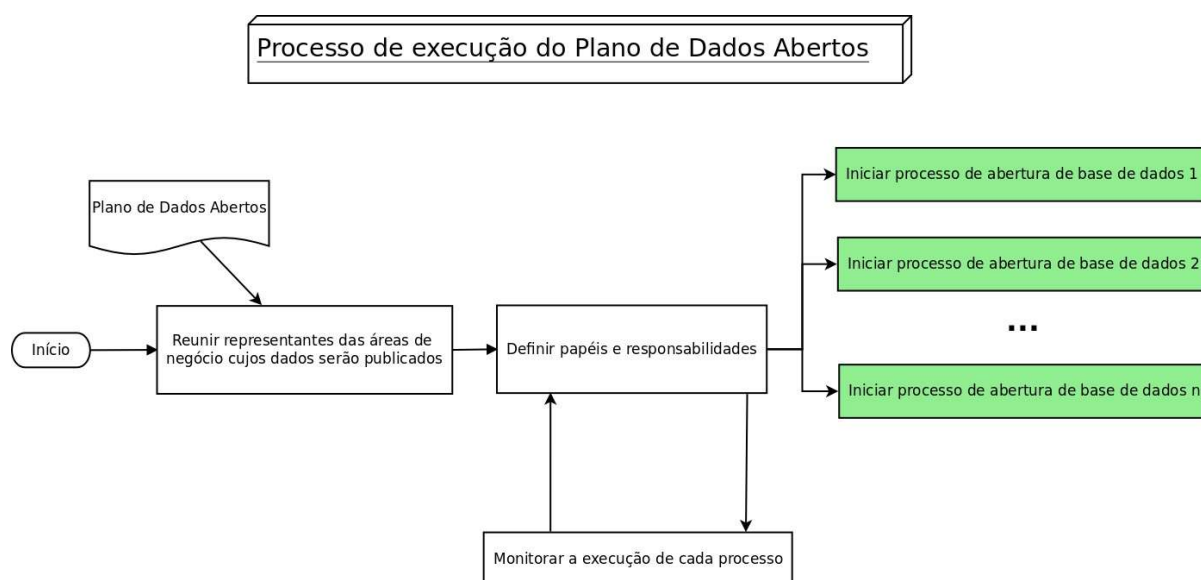 Processo de execução do Plano de Dados Abertos
Iniciar processo de abertura de base de dados 1
Plano de Dados Abertos
Iniciar processo de abertura de base de dados 2
...
Início
Reunir representantes das áreas de
negócio cujos dados serão publicados
Definir papéis e responsabilidades
Iniciar processo de abertura de base de dados n
Monitorar a execução de cada processo